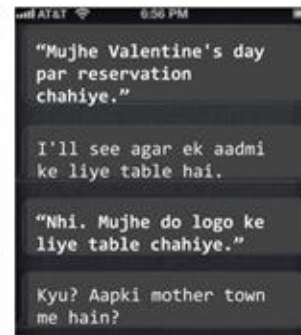 AT&T 6:56 PM
“Mujhe Valentine's day
par reservation
chahiye.”
I'll see agar ek aadmi
ke liye table hai.
“Nhi. Mujhe do logo ke
liye table chahiye.”
Kyu? Aapki mother town
me hain?